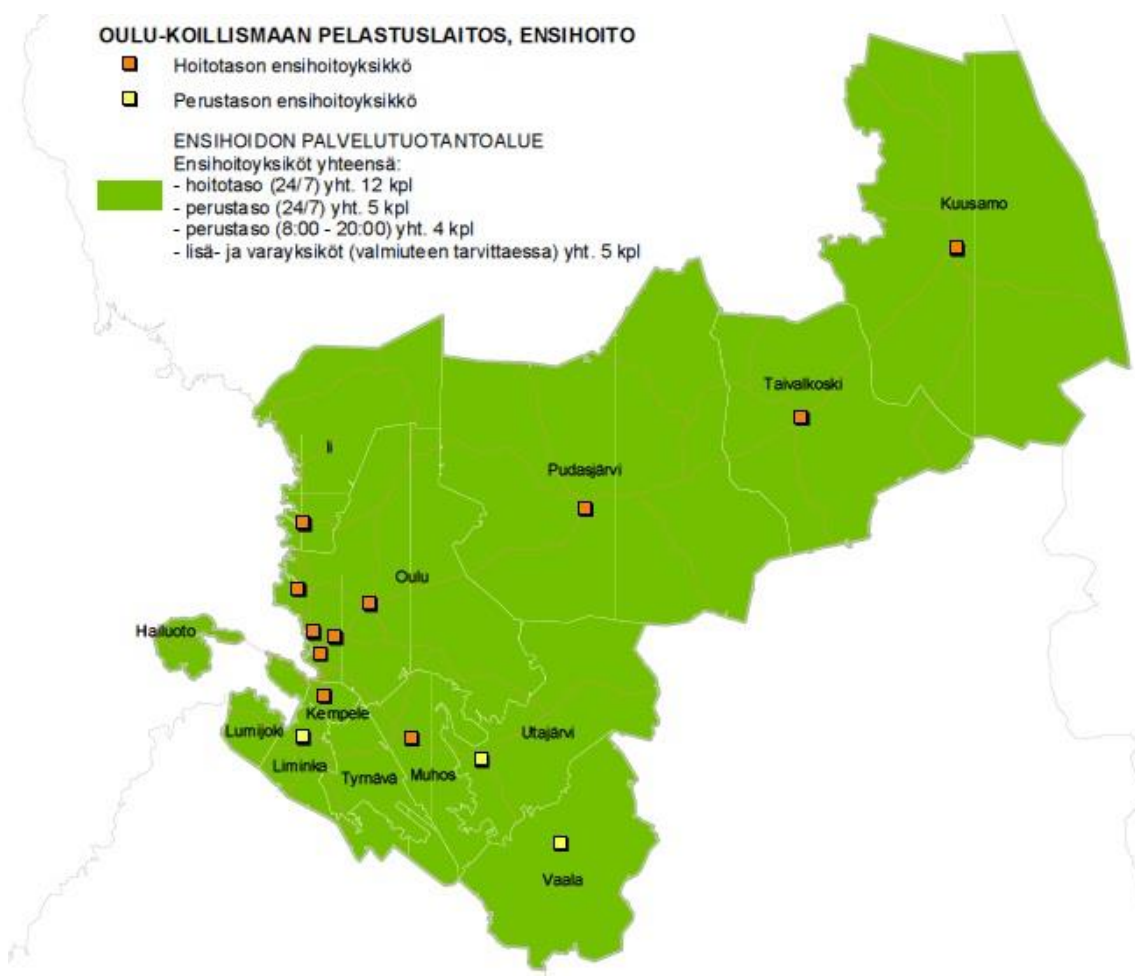 OULU-KOILLISMAAN PELASTUSLAITOS, ENSIHOITO
Hoitotason ensihoitoyksikkö
Perustason ensihoitoyksikkö
ENSIHOIDON PALVELUTUOTANTOALUE
Ensihoitoyksiköt yhteensä:
- hoitotaso (24/7) yht. 12 kpl
- perustaso (24/7) yht. 5 kpl
- perustaso (8:00 - 20:00) yht. 4 kpl
- lisä- ja varayksiköt (valmiuteen tarvittaessa) yht. 5 kpl
Kuusamo
Taivalkoski
Ii
Pudasjärvi
Oulu
Hailuoto
Kempele
Lumijoki
Utajärvi
Liminka
Tyrnävä
Muhos
Vaala